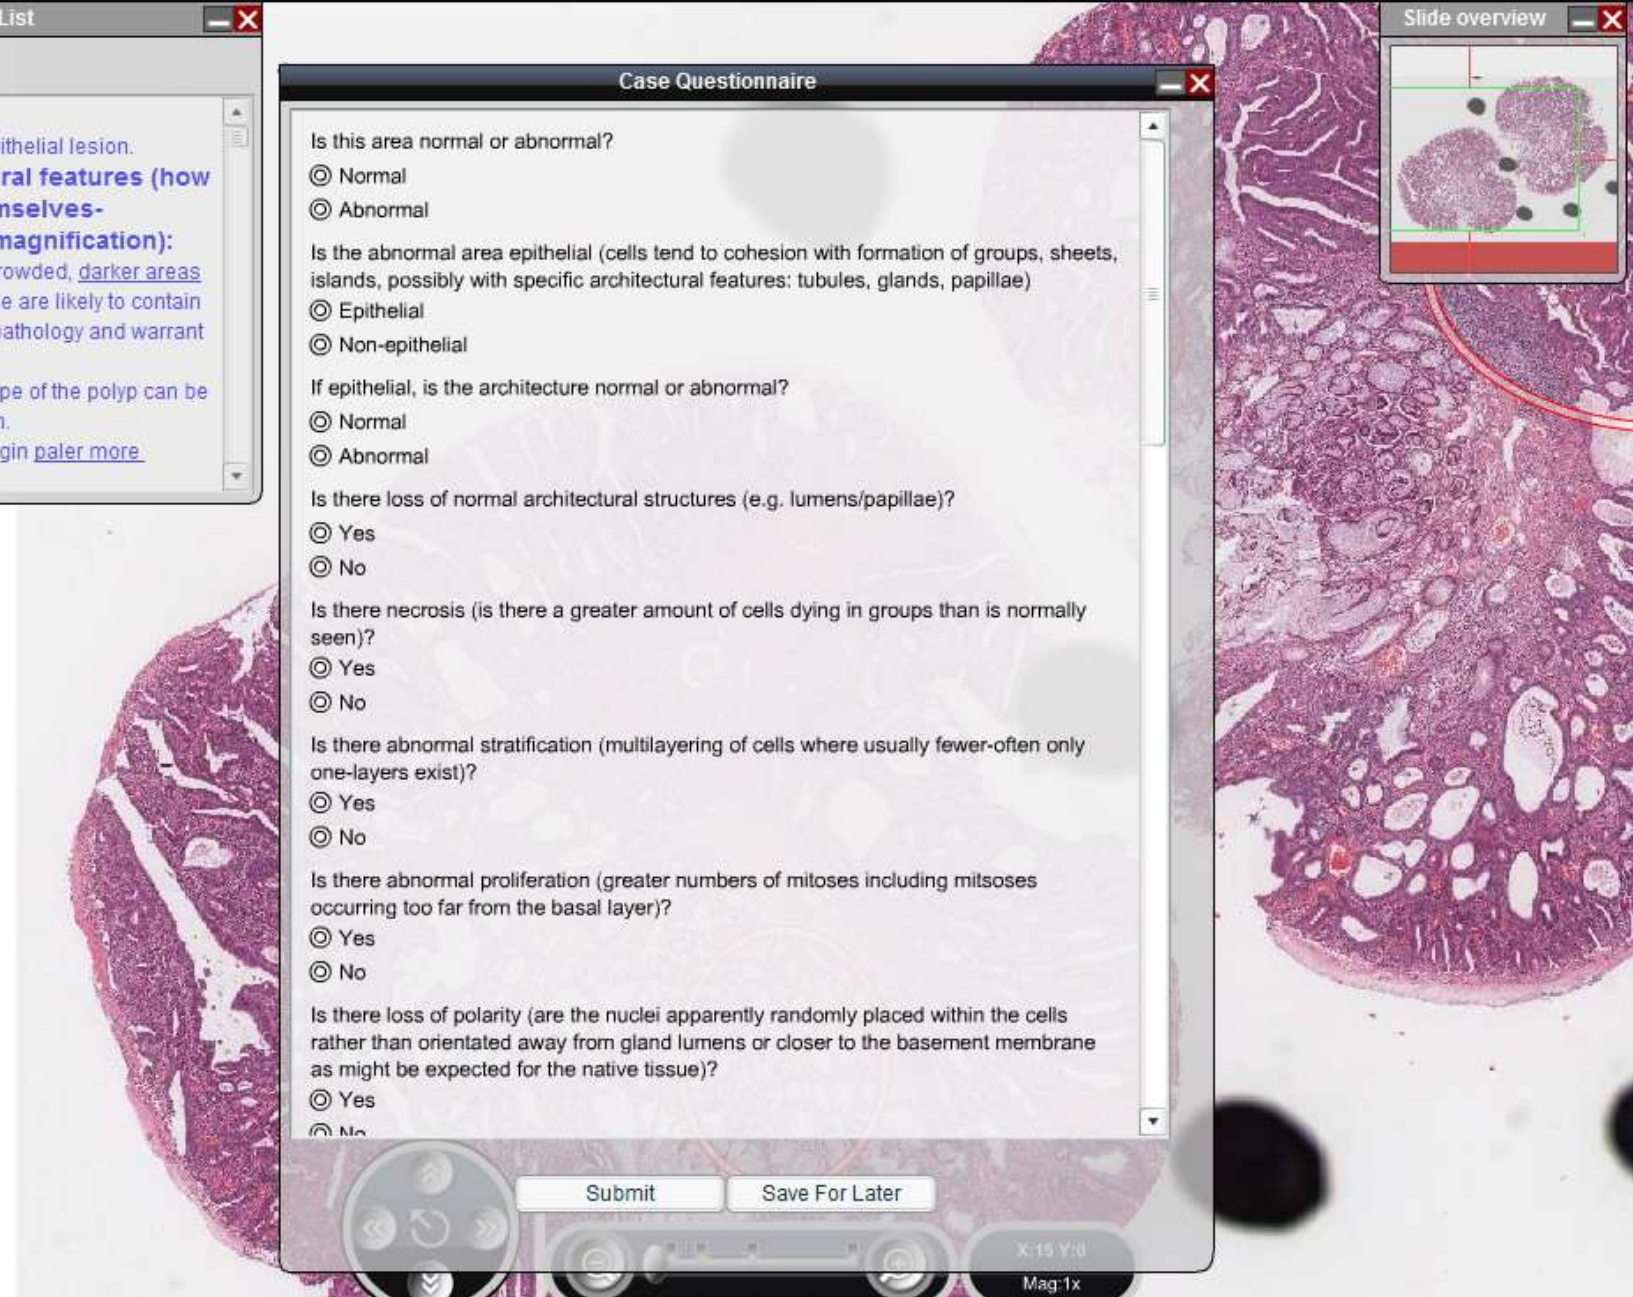 List
Slide overview
Case Questionnaire
ithelial lesion.
ral features (how
mselves-
magnification):
rowded, darker areas
e are likely to contain
pathology and warrant
pe of the polyp can be
n.
gin paler more
Is this area normal or abnormal?
Normal
Abnormal
Is the abnormal area epithelial (cells tend to cohesion with formation of groups, sheets,
islands, possibly with specific architectural features: tubules, glands, papillae)
Epithelial
Non-epithelial
If epithelial, is the architecture normal or abnormal?
Normal
Abnormal
Is there loss of normal architectural structures (e.g. lumens/papillae)?
Yes
No
Is there necrosis (is there a greater amount of cells dying in groups than is normally
seen)?
Yes
No
Is there abnormal stratification (multilayering of cells where usually fewer-often only
one-layers exist)?
Yes
No
Is there abnormal proliferation (greater numbers of mitoses including mitsoses
occurring too far from the basal layer)?
Yes
No
Is there loss of polarity (are the nuclei apparently randomly placed within the cells
rather than orientated away from gland lumens or closer to the basement membrane
as might be expected for the native tissue)?
Yes
No
Submit
Save For Later
X:15 Y:0
Mag:1x